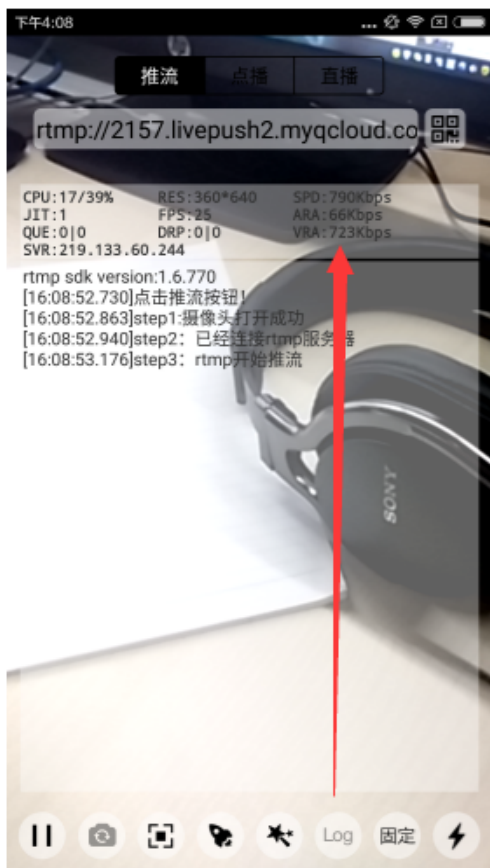 下午4:08
推流 点播 直播
rtmp://2157.livepush2.myqcloud.co
CPU:17/39% RES:360*640 SPD:790Kbps
JIT:1 FPS:25 ARA:66Kbps
QUE:0|0 DRP:0|0 VRA:723Kbps
SVR:219.133.60.244
rtmp sdk version:1.6.770
[16:08:52.730]点击推流按钮!
[16:08:52.863]step1:摄像头打开成功
[16:08:52.940]step2：已经连接rtmp服务器
[16:08:53.176]step3：rtmp开始推流
SONY
Log 固定